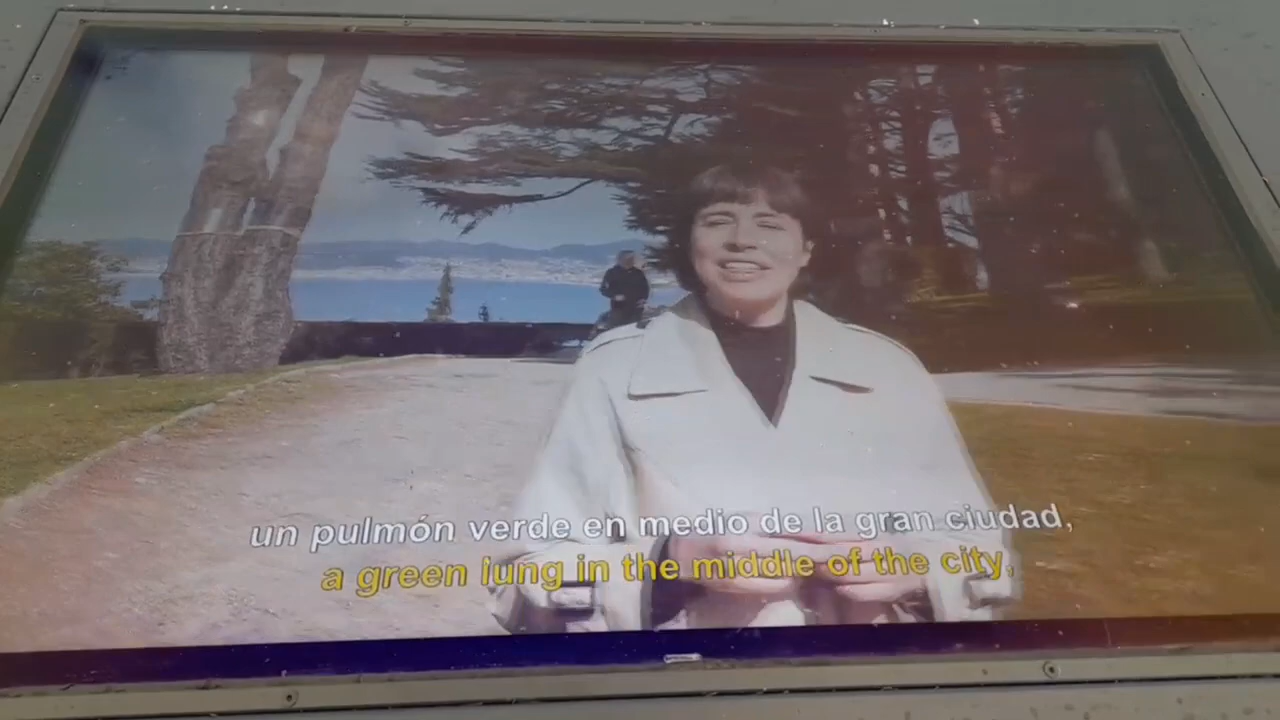 un pulmón verde en medio de la gran ciudad,
a green lung in the middle of the city,